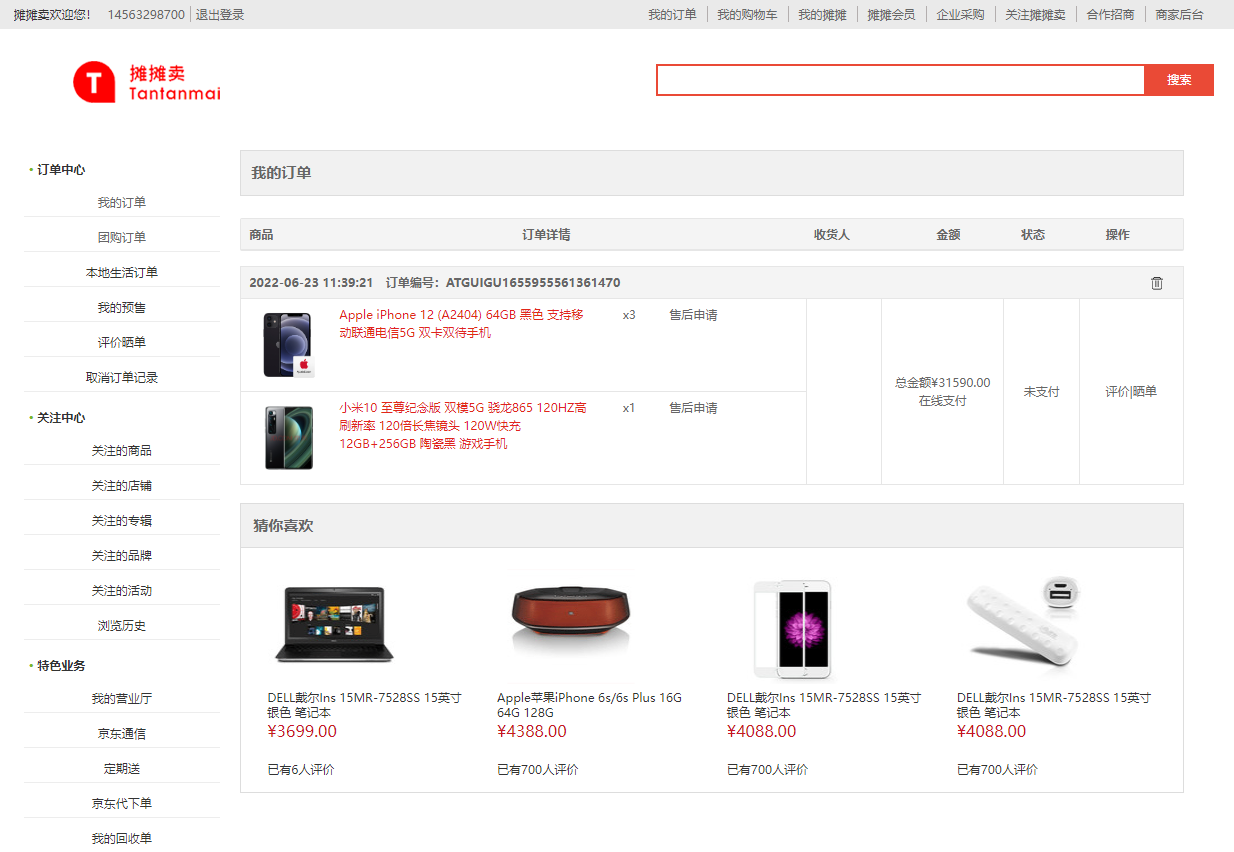 摊摊卖欢迎您! 14563298700 退出登录 我的订单 我的购物车 我的摊摊 摊摊会员 企业采购 关注摊摊卖 合作招商 商家后台
T 摊摊卖
Tantanmai
搜索
订单中心
我的订单
团购订单
本地生活订单
我的预售
评价晒单
取消订单记录
关注中心
关注的商品
关注的店铺
关注的专辑
关注的品牌
关注的活动
浏览历史
特色业务
我的营业厅
京东通信
定期送
京东代下单
我的回收单
我的订单
商品 订单详情 收货人 金额 状态 操作
2022-06-23 11:39:21 订单编号: ATGUIGU1655955561361470
Apple iPhone 12 (A2404) 64GB 黑色 支持移 x3 售后申请
动联通电信5G 双卡双待手机
小米10 至尊纪念版 双模5G 骁龙865 120HZ高 x1 售后申请
刷新率 120倍长焦镜头 120W快充
12GB+256GB 陶瓷黑 游戏手机
总金额¥31590.00
在线支付
未支付
评价|晒单
猜你喜欢
DELL戴尔Ins 15MR-7528SS 15英寸
银色 笔记本
¥3699.00
已有6人评价
Apple苹果iPhone 6s/6s Plus 16G
64G 128G
¥4388.00
已有700人评价
DELL戴尔Ins 15MR-7528SS 15英寸
银色 笔记本
¥4088.00
已有700人评价
DELL戴尔Ins 15MR-7528SS 15英寸
银色 笔记本
¥4088.00
已有700人评价